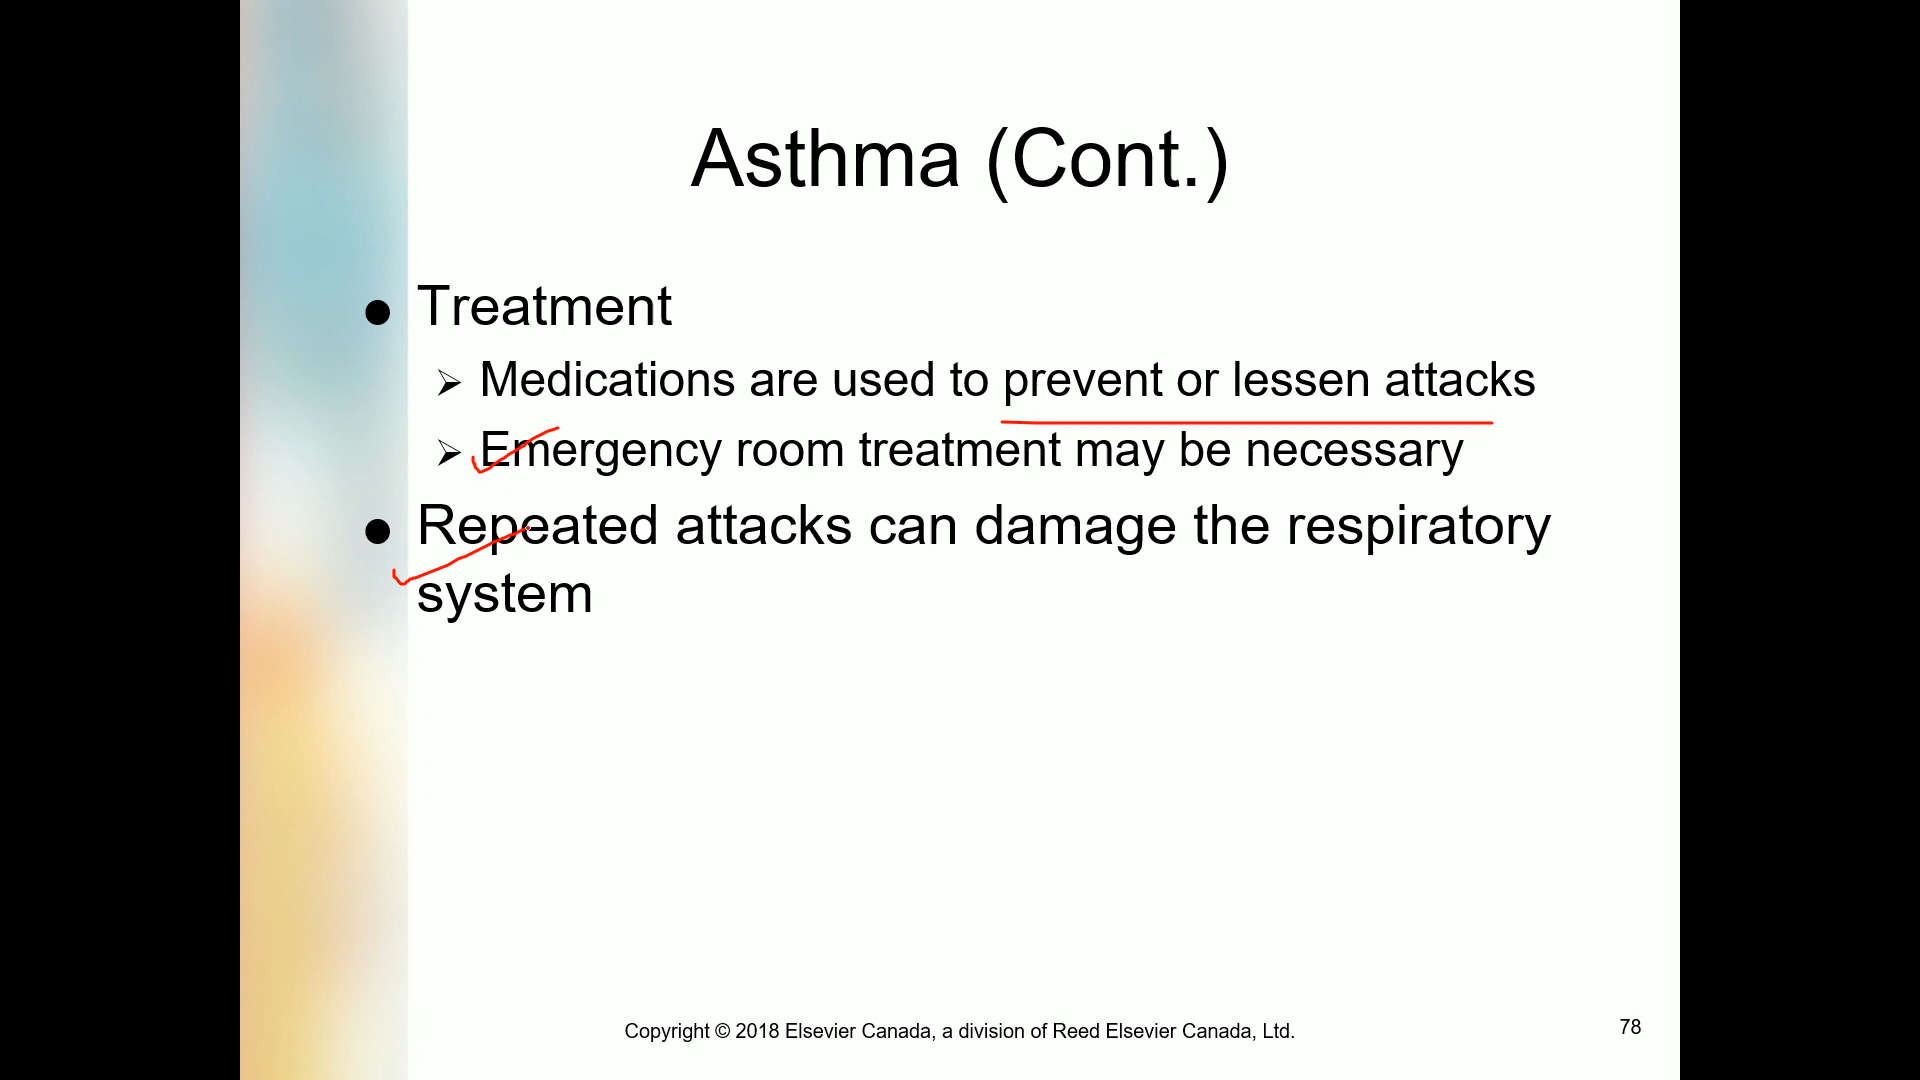 Asthma (Cont.)
● Treatment
➢ Medications are used to prevent or lessen attacks
➢ Emergency room treatment may be necessary
● Repeated attacks can damage the respiratory
system
Copyright © 2018 Elsevier Canada, a division of Reed Elsevier Canada, Ltd.
78